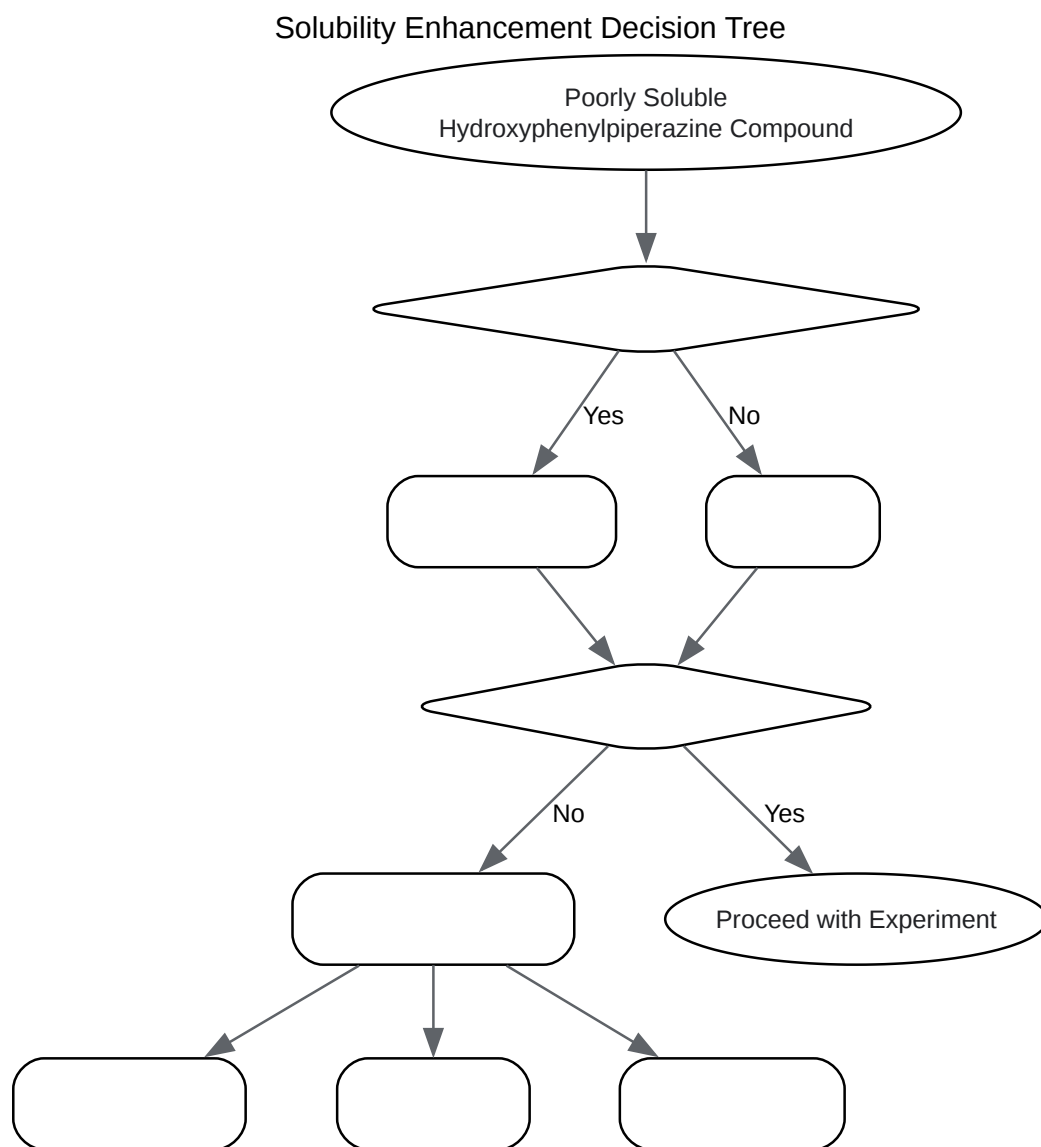 Solubility Enhancement Decision Tree
Poorly Soluble
Hydroxyphenylpiperazine Compound
Yes
No
No
Yes
Proceed with Experiment